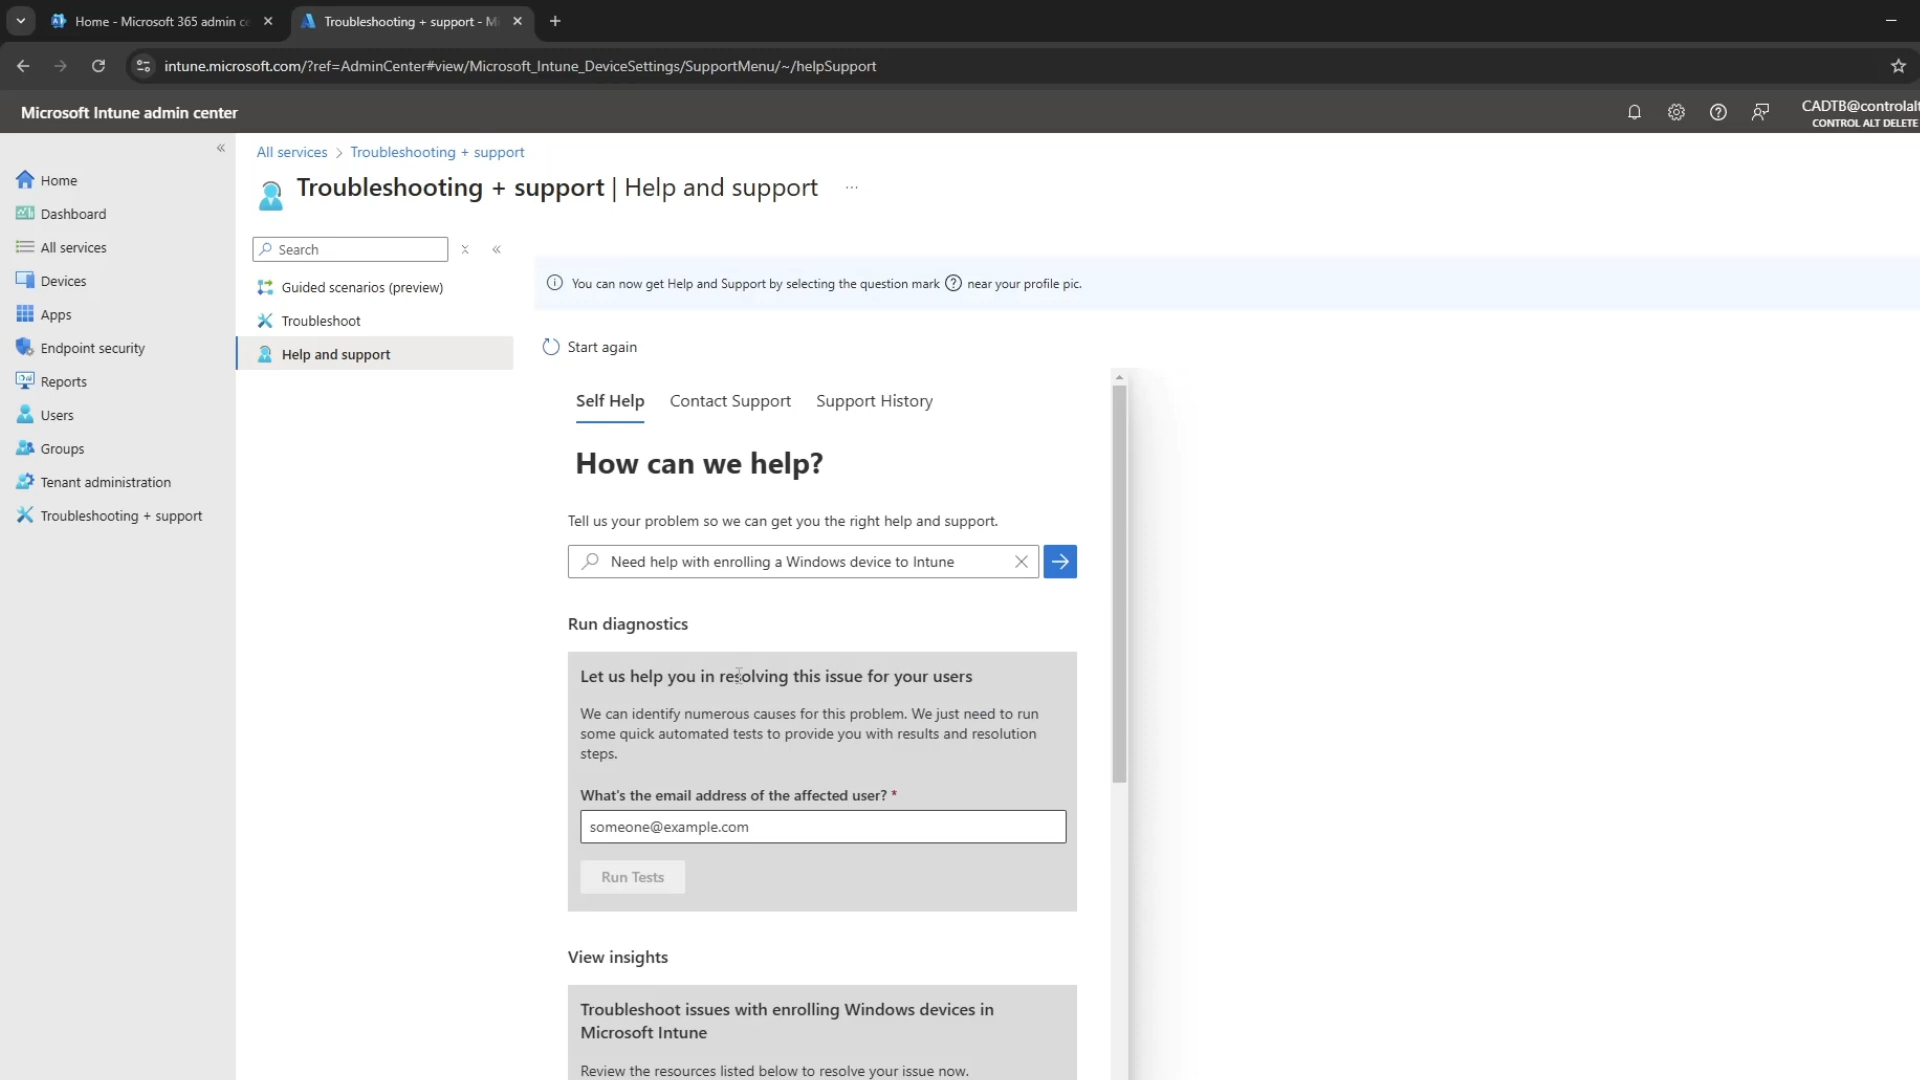 Home - Microsoft 365 admin ce
Troubleshooting + support - Mi
intune.microsoft.com/?ref=AdminCenter#view/Microsoft_Intune_DeviceSettings/SupportMenu/~/helpSupport
Microsoft Intune admin center
CADTB@controlalt
CONTROL ALT DELETE
Home
Dashboard
All services
Devices
Apps
Endpoint security
Reports
Users
Groups
Tenant administration
Troubleshooting + support
All services > Troubleshooting + support
Troubleshooting + support | Help and support ...
Search
Guided scenarios (preview)
Troubleshoot
Help and support
You can now get Help and Support by selecting the question mark ? near your profile pic.
Start again
Self Help Contact Support Support History
How can we help?
Tell us your problem so we can get you the right help and support.
Need help with enrolling a Windows device to Intune
Run diagnostics
Let us help you in resolving this issue for your users
We can identify numerous causes for this problem. We just need to run
some quick automated tests to provide you with results and resolution
steps.
What's the email address of the affected user? *
someone@example.com
Run Tests
View insights
Troubleshoot issues with enrolling Windows devices in
Microsoft Intune
Review the resources listed below to resolve your issue now.